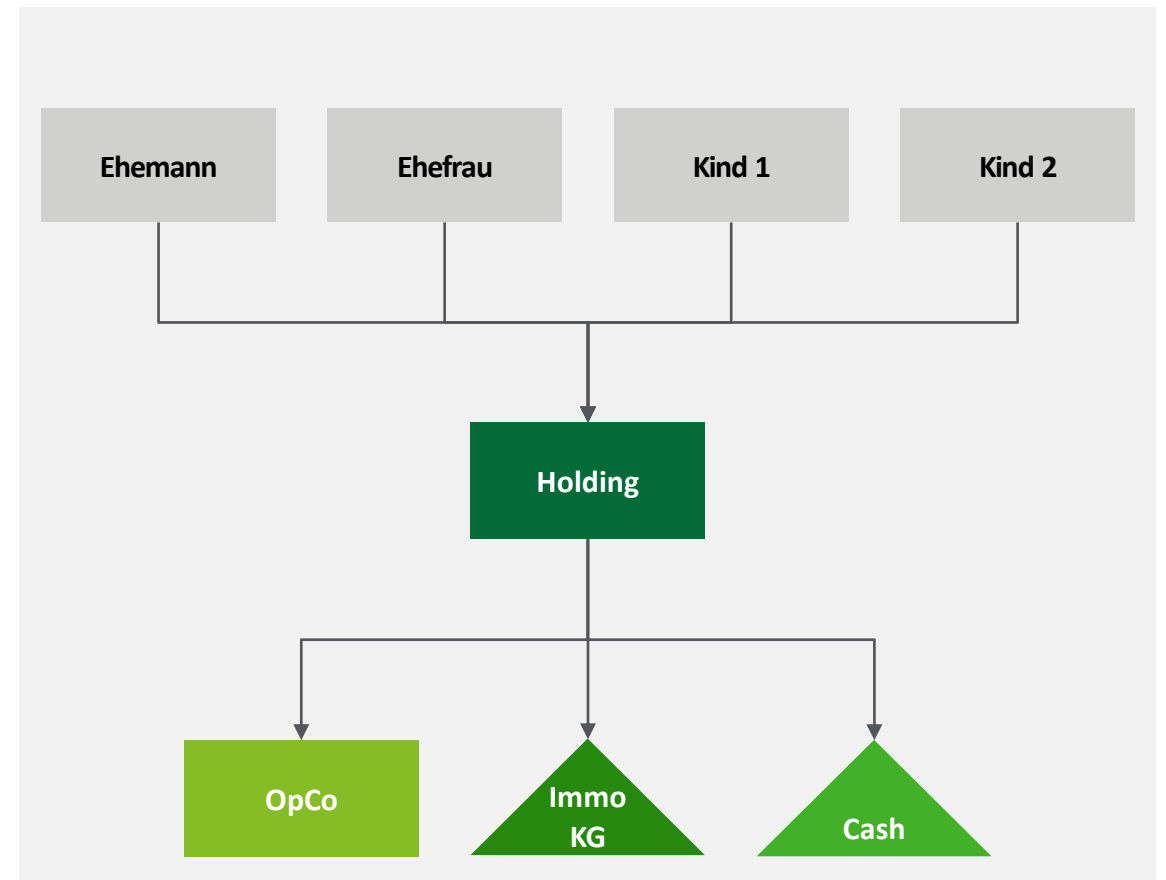 Ehemann
Ehefrau
Kind 1
Kind 2
Holding
OpCo
Immo
KG
Cash